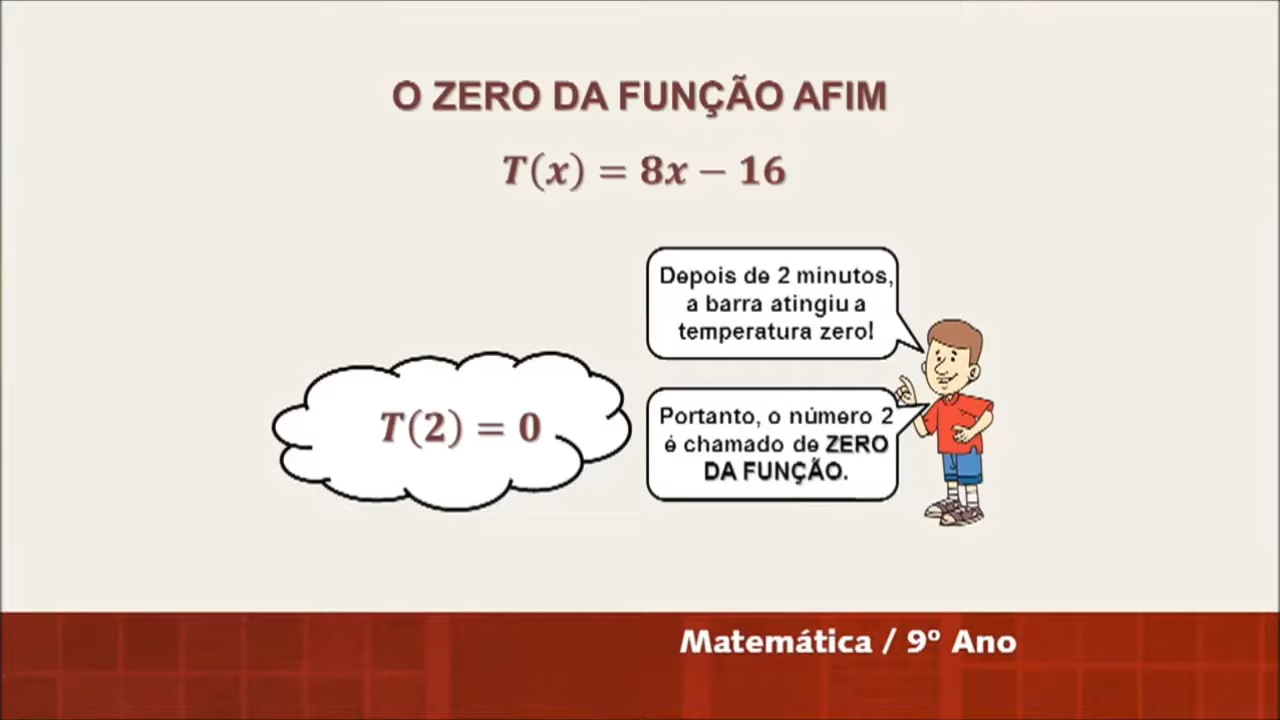 O ZERO DA FUNÇÃO AFIM
T(x) = 8x − 16
Depois de 2 minutos,
a barra atingiu a
temperatura zero!
T(2) = 0
Portanto, o número 2
é chamado de ZERO
DA FUNÇÃO.
Matemática / 9º Ano